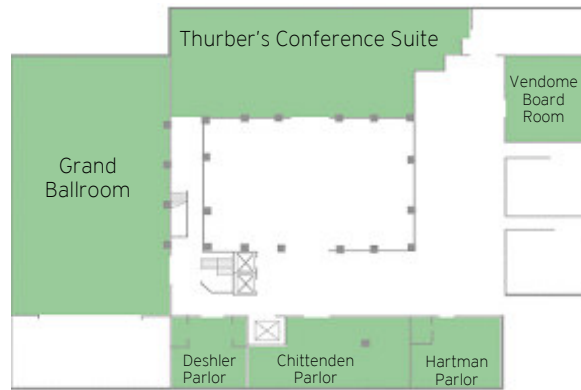 Thurber's Conference Suite
Vendome
Board
Room
Grand
Ballroom
Deshler
Parlor
Chittenden
Parlor
Hartman
Parlor